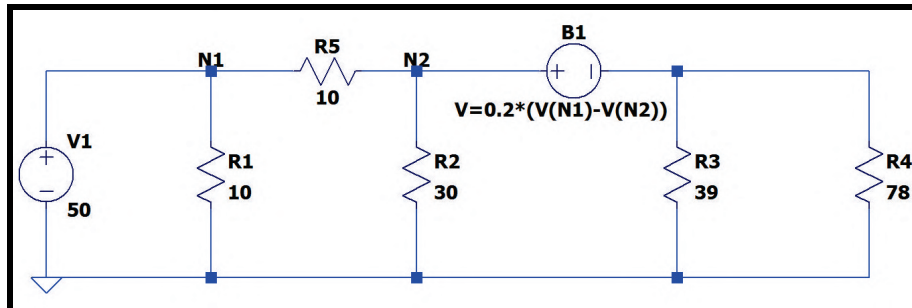 B1
R5
N1
N2
10
V=0.2*(V(N1)-V(N2))
V1
R1
R2
R3
R4
10
30
39
78
50